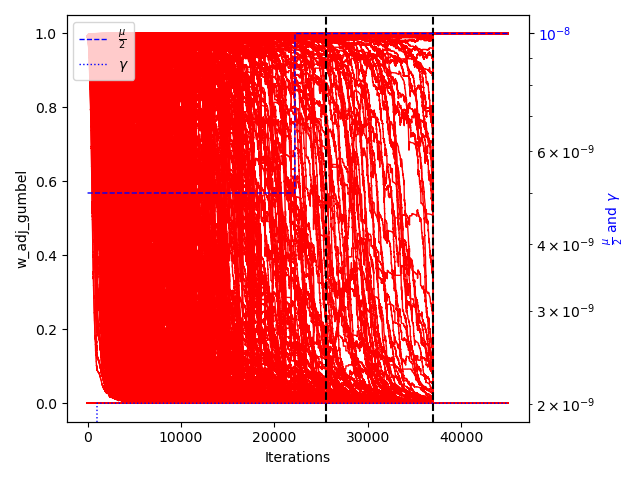 μ/2
γ
1.0
0.8
0.6
0.4
0.2
0.0
w_adj_gumbel
0 10000 20000 30000 40000
Iterations
10⁻⁸
6 × 10⁻⁹
4 × 10⁻⁹
3 × 10⁻⁹
2 × 10⁻⁹
μ/2 and γ